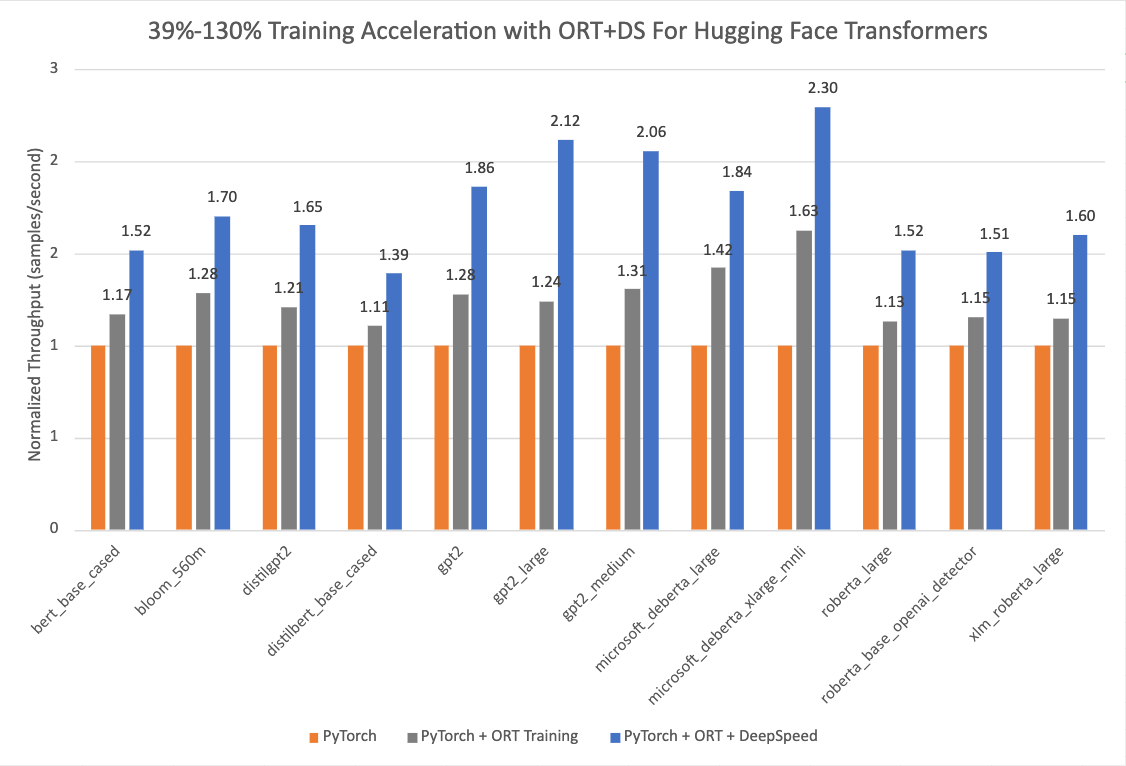 39%-130% Training Acceleration with ORT+DS For Hugging Face Transformers
Normalized Throughput (samples/second)
3
2
2
1
1
0
1.17
1.52
1.28
1.70
1.21
1.65
1.11
1.39
1.28
1.86
1.24
2.12
1.31
2.06
1.42
1.84
1.63
2.30
1.13
1.52
1.15
1.51
1.15
1.60
bert_base_cased
bloom_560m
distilgpt2
distilbert_base_cased
gpt2
gpt2_large
gpt2_medium
microsoft_deberta_large
microsoft_deberta_xlarge_mnli
roberta_large
roberta_base_openai_detector
xlm_roberta_large
PyTorch
PyTorch + ORT Training
PyTorch + ORT + DeepSpeed